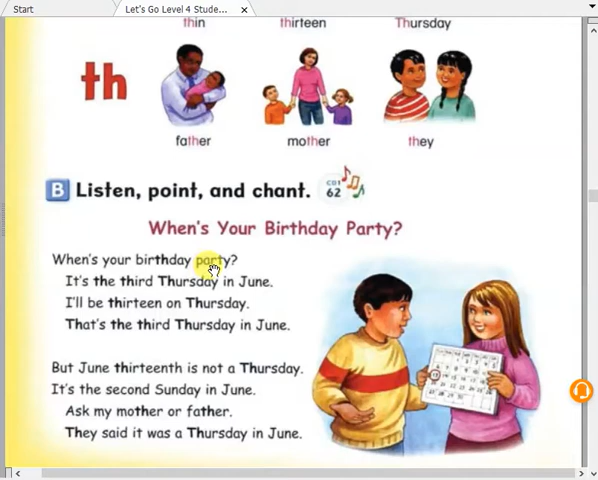 Start
Let's Go Level 4 Stude...
thin thirteen Thursday
th
father mother they
B Listen, point, and chant.
CD1
62
When's Your Birthday Party?
When's your birthday party?
It's the third Thursday in June.
I'll be thirteen on Thursday.
That's the third Thursday in June.
But June thirteenth is not a Thursday.
It's the second Sunday in June.
Ask my mother or father.
They said it was a Thursday in June.